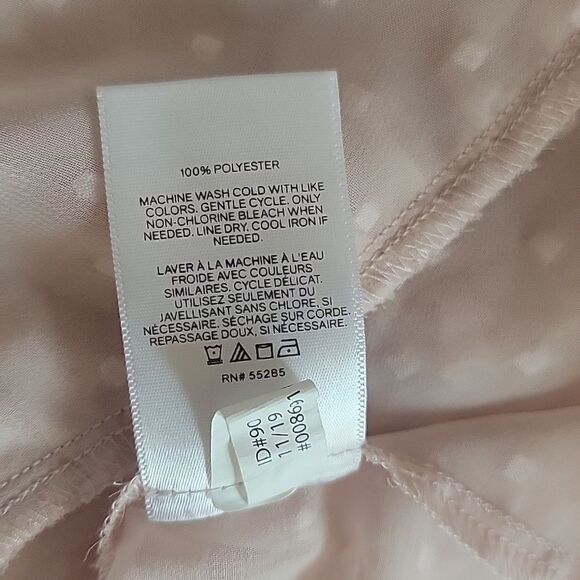 100% POLYESTER
MACHINE WASH COLD WITH LIKE
COLORS. GENTLE CYCLE. ONLY
NON-CHLORINE BLEACH WHEN
NEEDED. LINE DRY. COOL IRON IF
NEEDED.
LAVER À LA MACHINE À L'EAU
FROIDE AVEC COULEURS
SIMILAIRES. CYCLE DÉLICAT.
UTILISEZ SEULEMENT DU
JAVELLISANT SANS CHLORE, SI
NÉCESSAIRE. SÉCHAGE SUR CORDE.
REPASSAGE DOUX, SI NÉCESSAIRE.
RN# 55285
ID#90
11/19
#008691